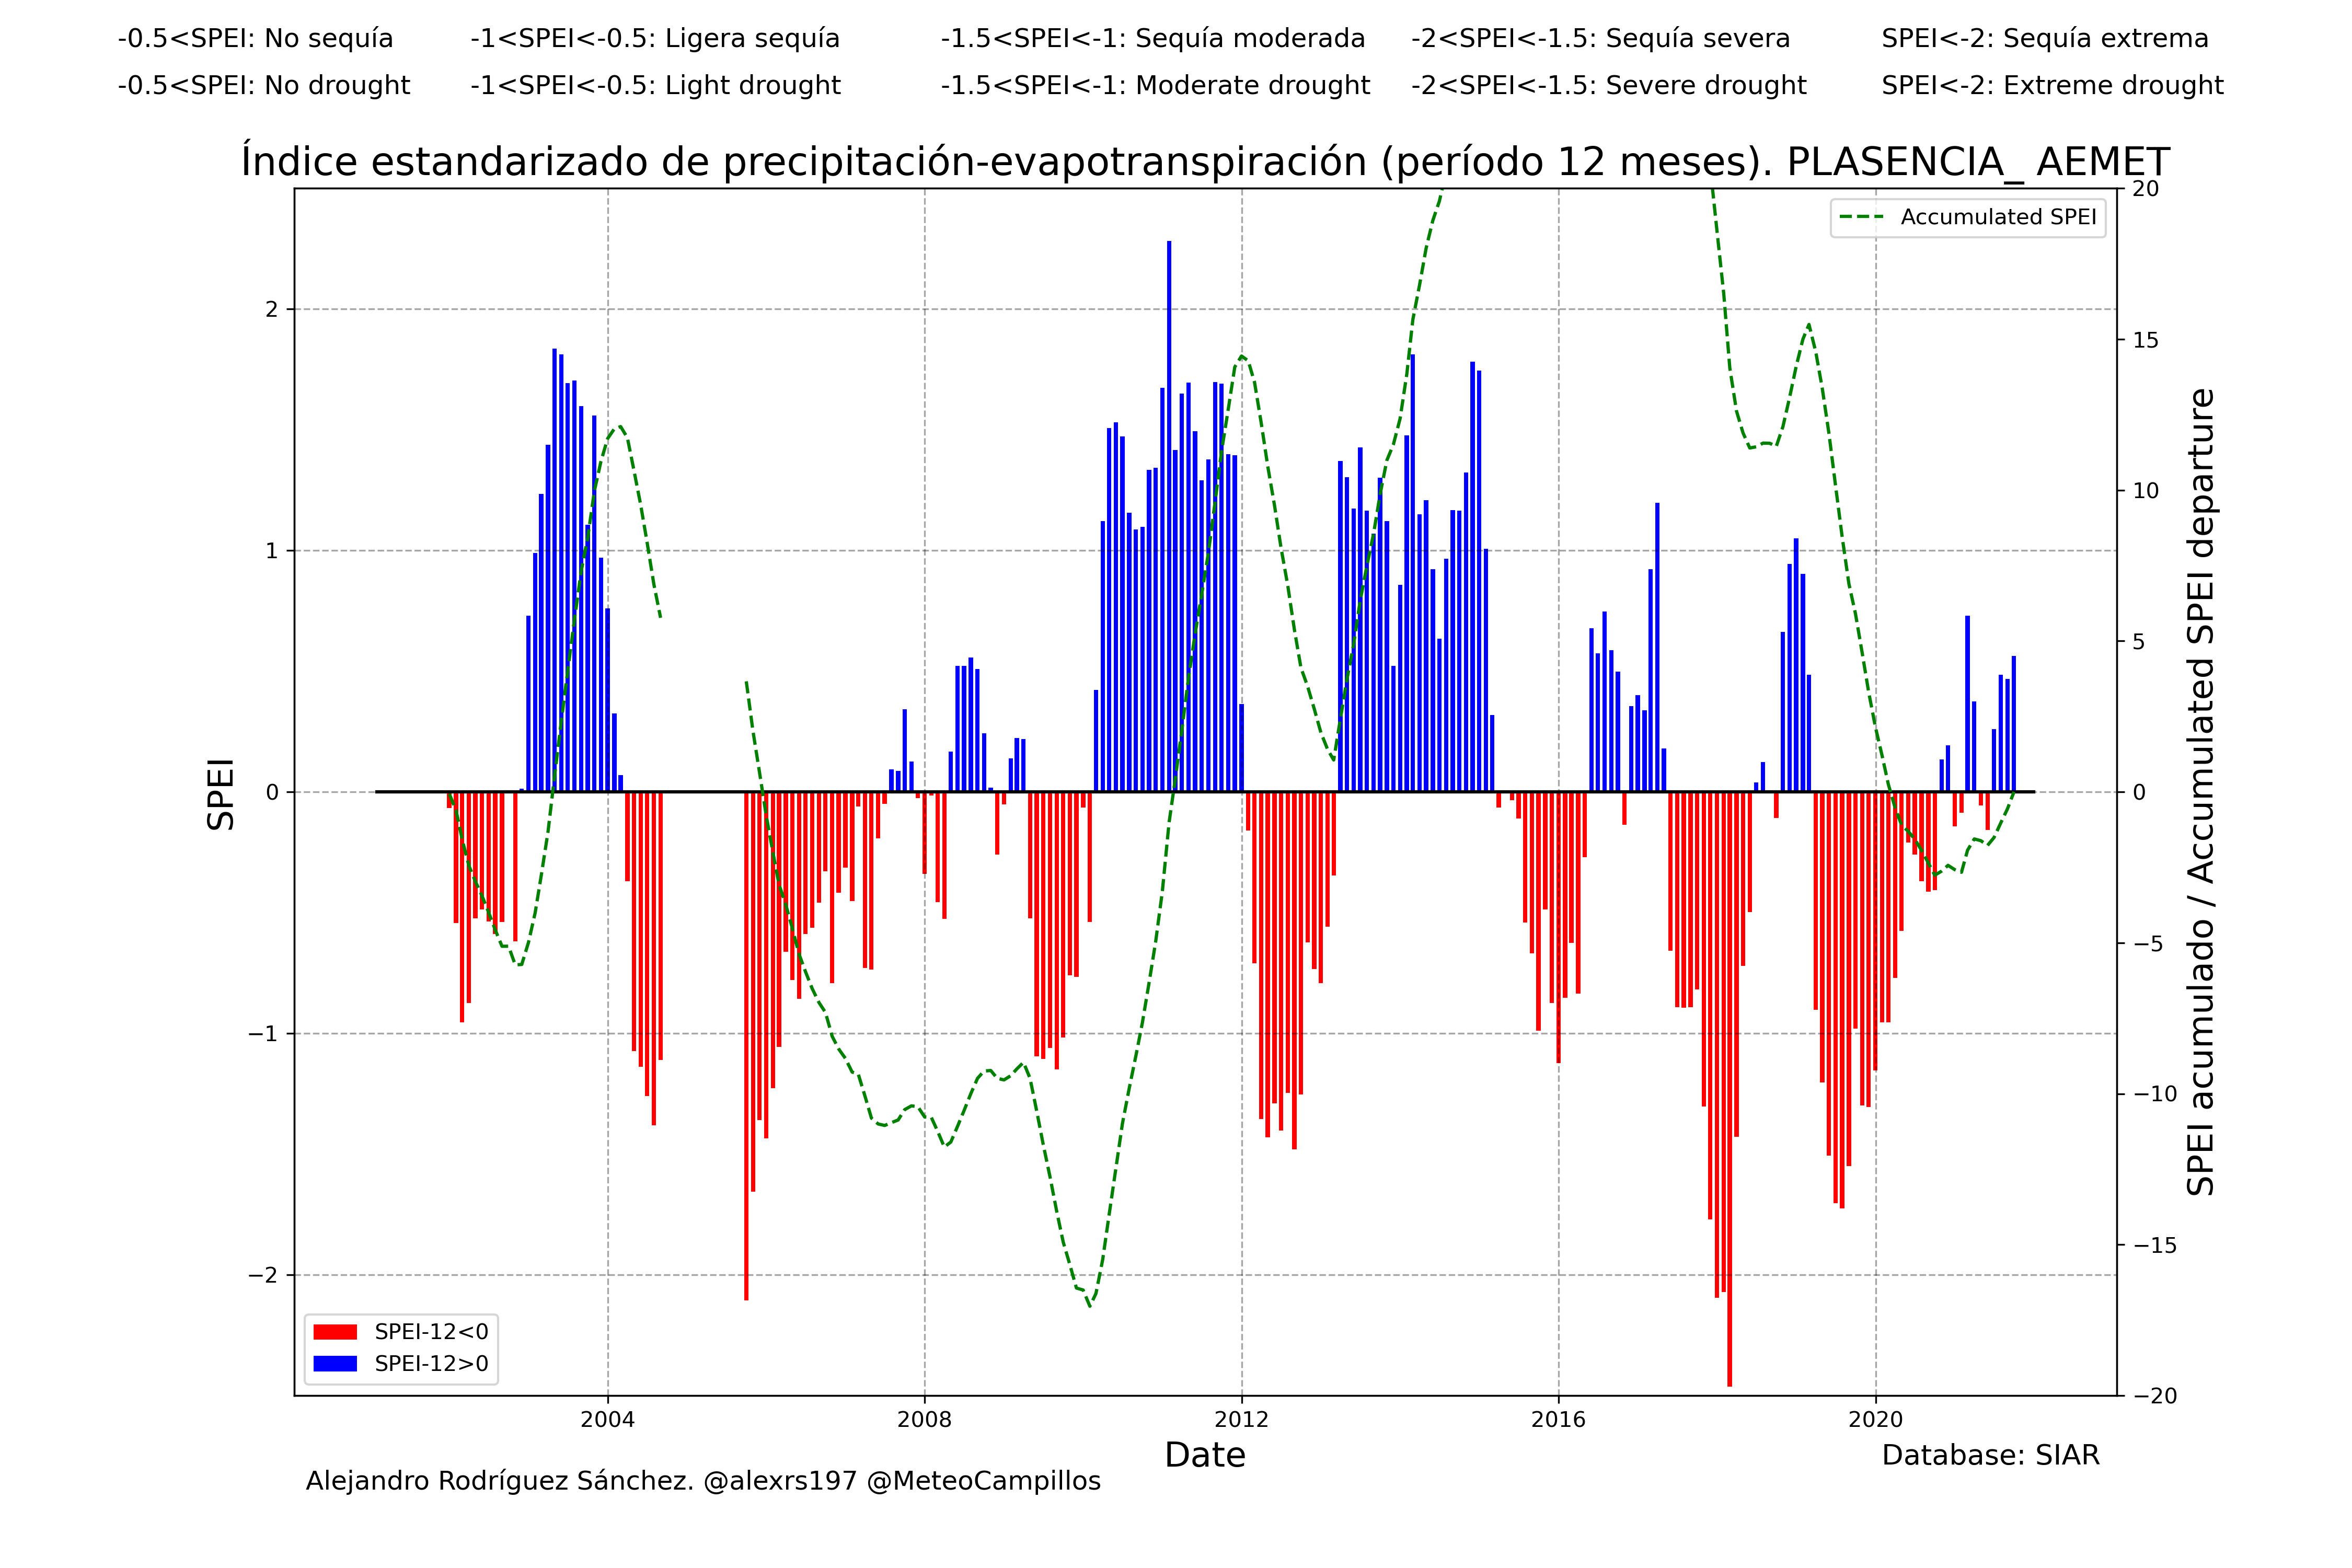 -0.5<SPEI: No sequía -1<SPEI<-0.5: Ligera sequía -1.5<SPEI<-1: Sequía moderada -2<SPEI<-1.5: Sequía severa SPEI<-2: Sequía extrema
-0.5<SPEI: No drought -1<SPEI<-0.5: Light drought -1.5<SPEI<-1: Moderate drought -2<SPEI<-1.5: Severe drought SPEI<-2: Extreme drought
Índice estandarizado de precipitación-evapotranspiración (período 12 meses). PLASENCIA_ AEMET
Accumulated SPEI
SPEI
2
1
0
−1
−2
20
15
10
5
0
−5
−10
−15
−20
SPEI acumulado / Accumulated SPEI departure
SPEI-12<0
SPEI-12>0
2004 2008 2012 2016 2020
Date
Database: SIAR
Alejandro Rodríguez Sánchez. @alexrs197 @MeteoCampillos